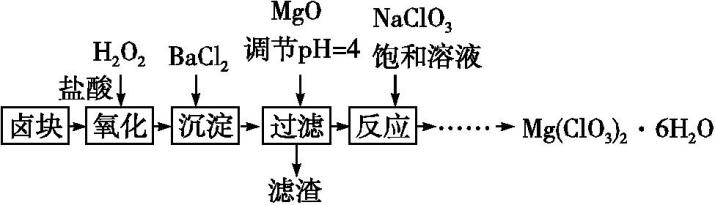 MgO
NaClO₃
H₂O₂
BaCl₂
调节pH=4
饱和溶液
盐酸
卤块
氧化
沉淀
过滤
反应
……
Mg(ClO₃)₂·6H₂O
滤渣